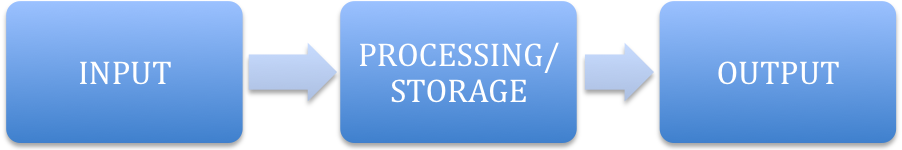 INPUT
PROCESSING/
STORAGE
OUTPUT